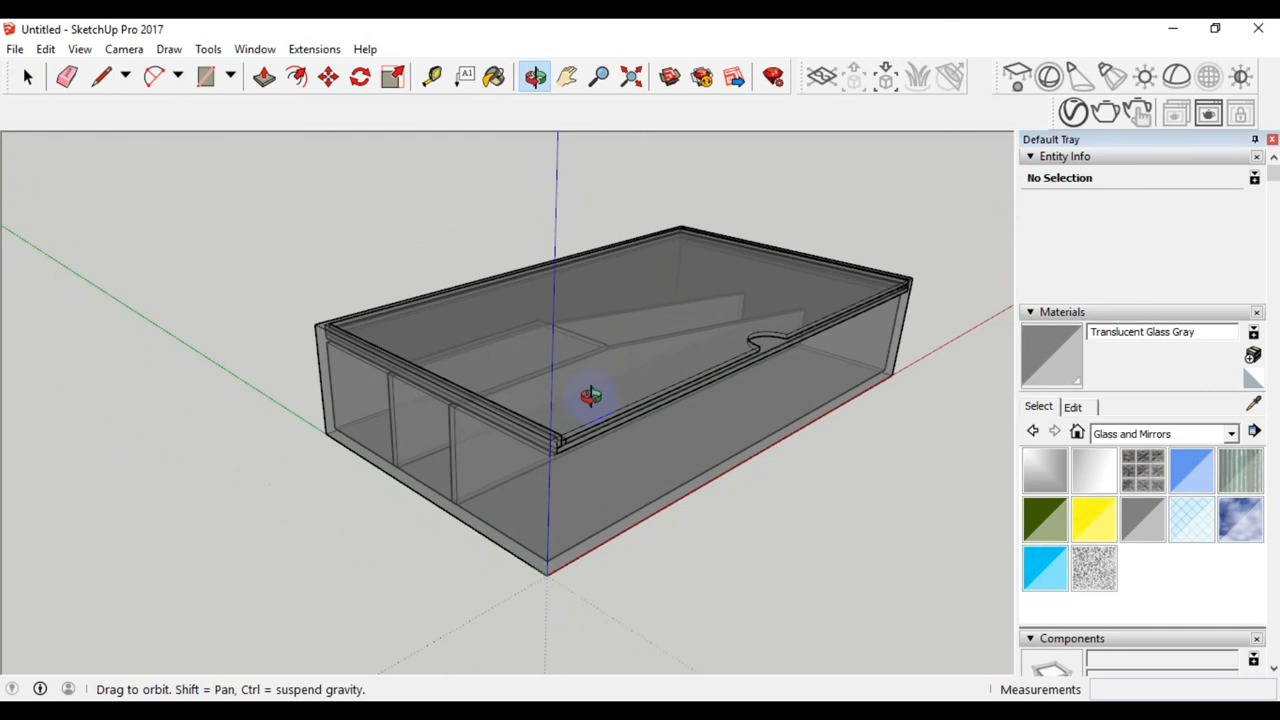 Untitled - SketchUp Pro 2017
File Edit View Camera Draw Tools Window Extensions Help
A1
Default Tray
Entity Info
No Selection
Materials
Translucent Glass Gray
Select Edit
Glass and Mirrors
Components
Drag to orbit. Shift = Pan, Ctrl = suspend gravity.
Measurements